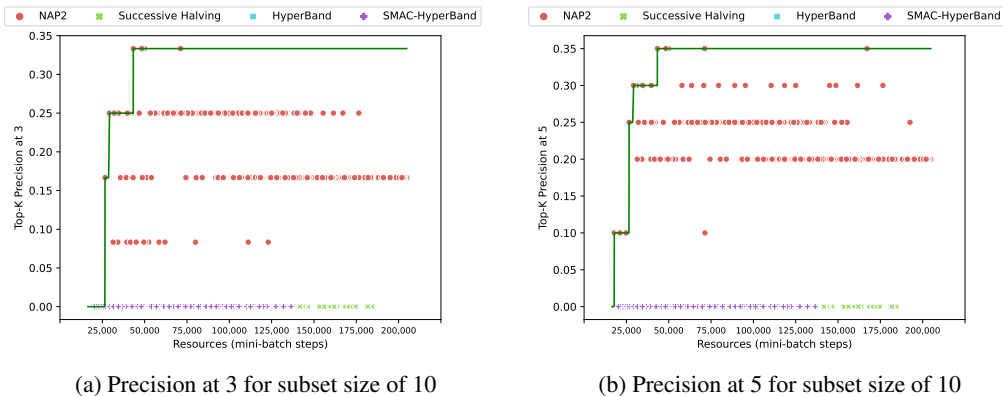 NAP2 Successive Halving HyperBand SMAC-HyperBand
0.35
0.30
0.25
0.20
0.15
0.10
0.05
0.00
Top-K Precision at 3
25,000 50,000 75,000 100,000 125,000 150,000 175,000 200,000
Resources (mini-batch steps)
(a) Precision at 3 for subset size of 10
NAP2 Successive Halving HyperBand SMAC-HyperBand
0.35
0.30
0.25
0.20
0.15
0.10
0.05
0.00
Top-K Precision at 5
25,000 50,000 75,000 100,000 125,000 150,000 175,000 200,000
Resources (mini-batch steps)
(b) Precision at 5 for subset size of 10